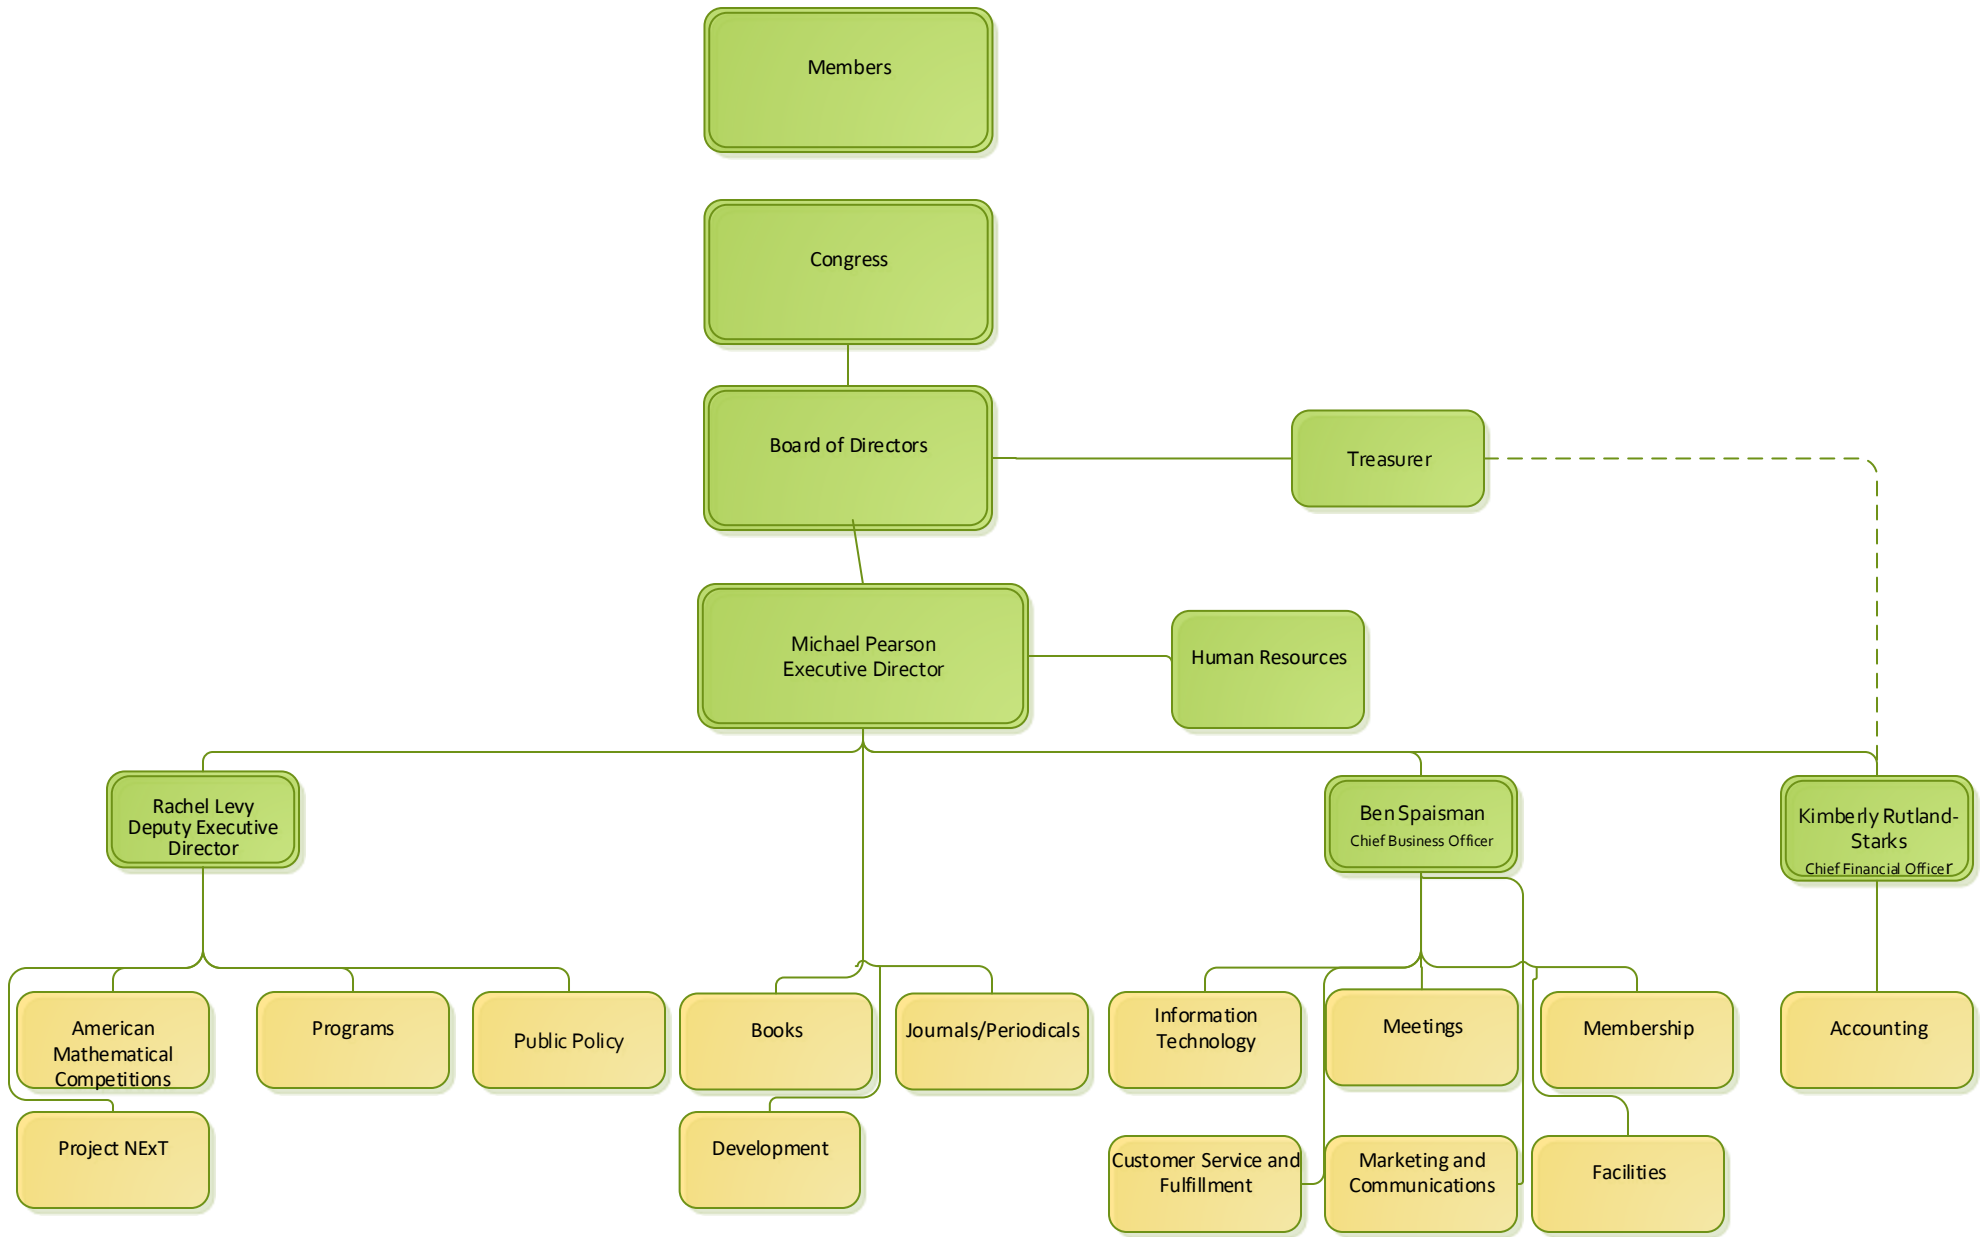 Members
Congress
Board of Directors
Treasurer
Michael Pearson
Executive Director
Human Resources
Rachel Levy
Deputy Executive
Director
Ben Spaisman
Chief Business Officer
Kimberly Rutland-
Starks
Chief Financial Officer
American
Mathematical
Competitions
Programs
Public Policy
Books
Journals/Periodicals
Information
Technology
Meetings
Membership
Accounting
Project NExT
Development
Customer Service and
Fulfillment
Marketing and
Communications
Facilities